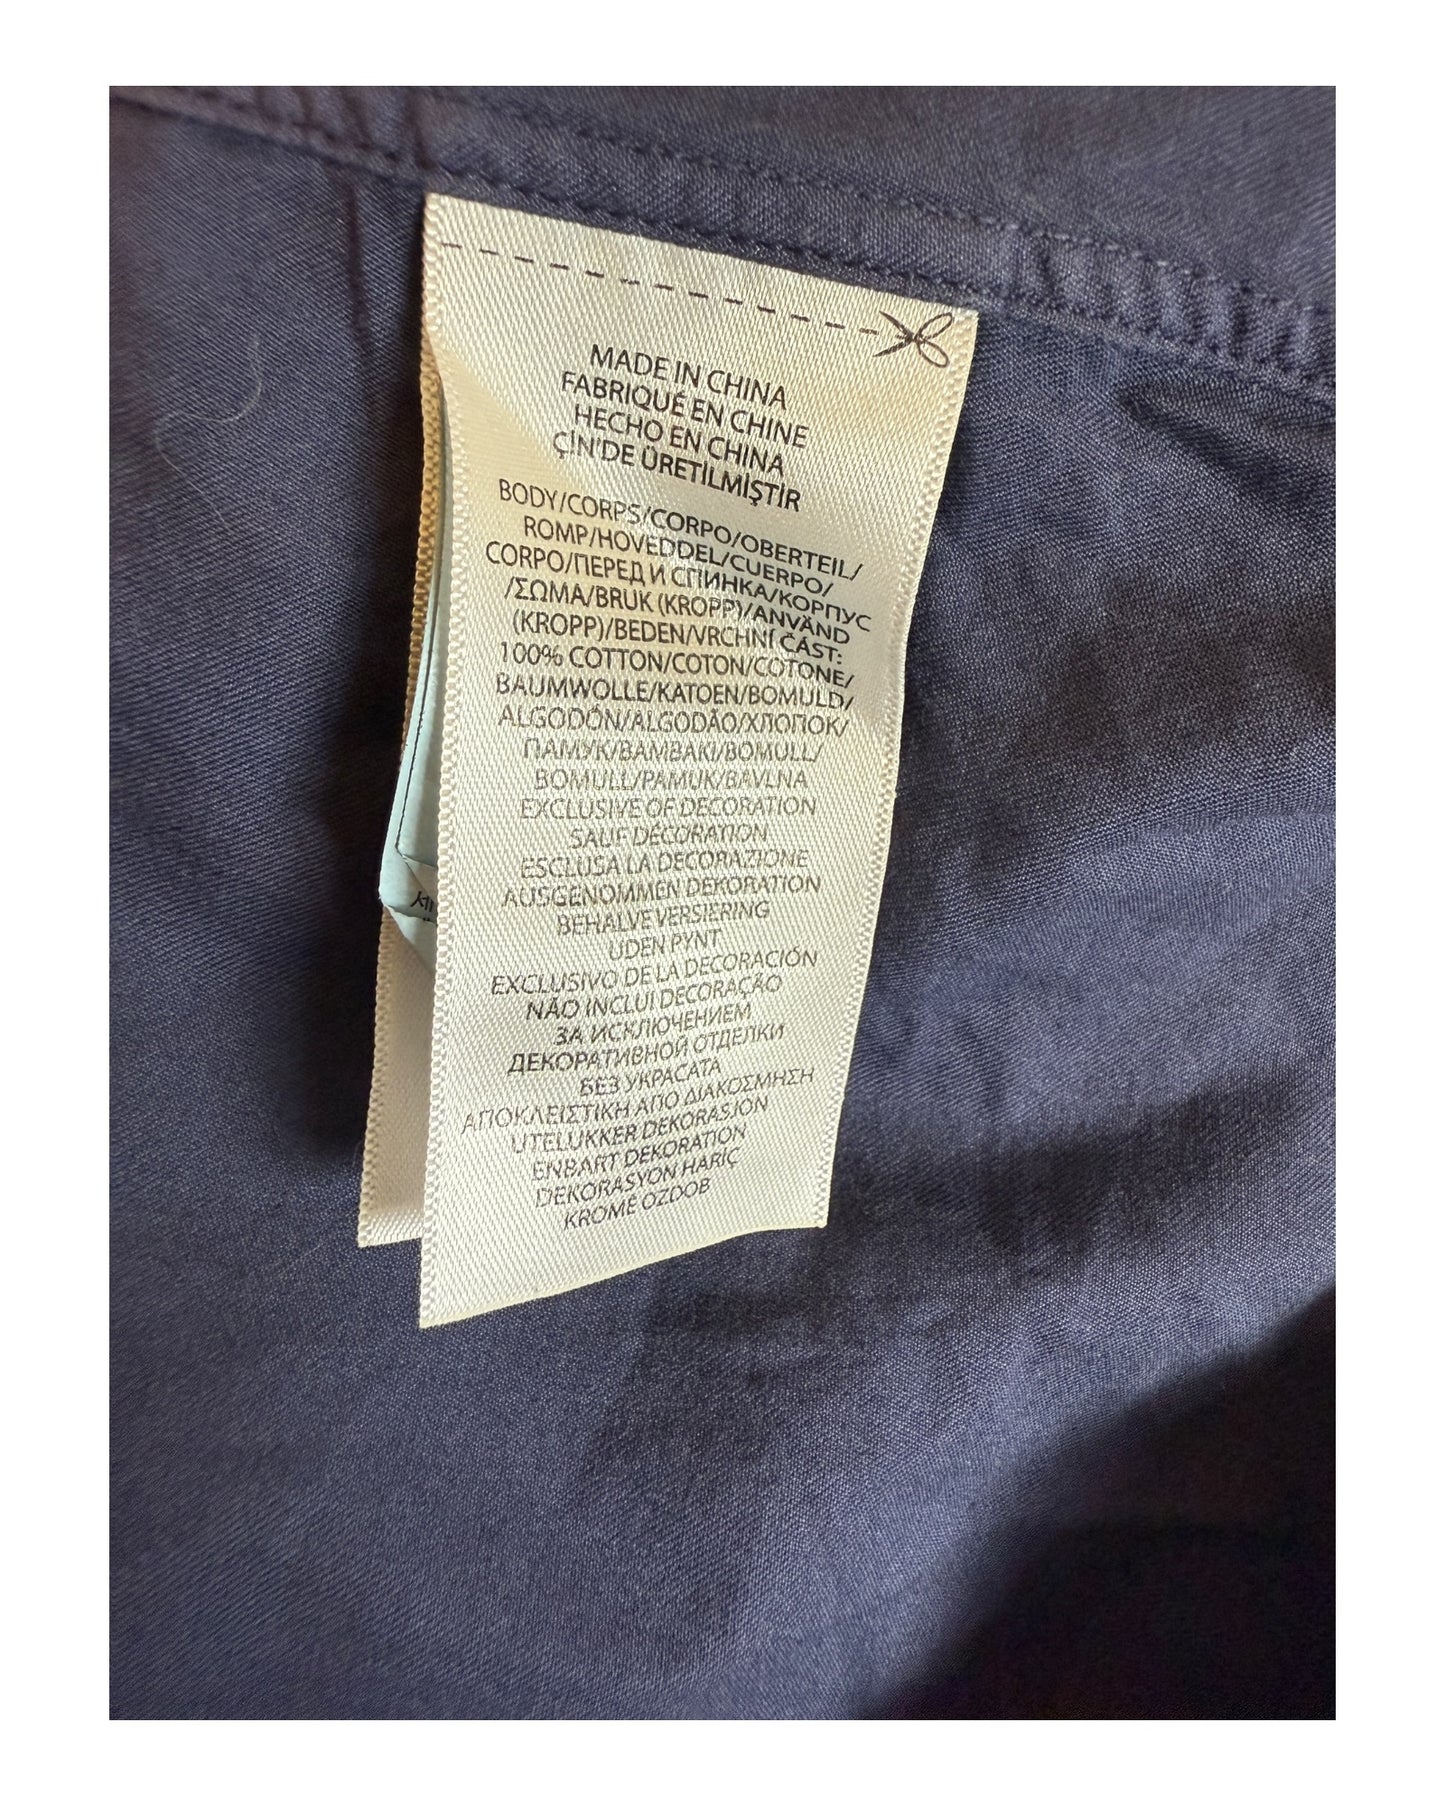 MADE IN CHINA
FABRIQUÉ EN CHINE
HECHO EN CHINA
ÇİN'DE ÜRETİLMİŞTİR
BODY/CORPS/CORPO/OBERTEIL/
ROMP/HOVEDDEL/CUERPO/
CORPO/ПЕРЕД И СПИНКА/КОРПУС
/ΣΩΜΑ/BRUK (KROPP)/ANVÄND
(KROPP)/BEDEN/VRCHNÍ ČÁST:
100% COTTON/COTON/COTONE/
BAUMWOLLE/KATOEN/BOMULD/
ALGODÓN/ALGODÃO/ХЛОПОК/
ПАМУК/ΒΑΜΒΑΚΙ/BOMULL/
BOMULL/PAMUK/BAVLNA
EXCLUSIVE OF DECORATION
SAUF DÉCORATION
ESCLUSA LA DECORAZIONE
AUSGENOMMEN DEKORATION
BEHALVE VERSIERING
UDEN PYNT
EXCLUSIVO DE LA DECORACIÓN
NÃO INCLUI DECORAÇÃO
ЗА ИСКЛЮЧЕНИЕМ
ДЕКОРАТИВНОЙ ОТДЕЛКИ
БЕЗ УКРАСАТА
ΑΠΟΚΛΕΙΣΤΙΚΗ ΑΠΟ ΔΙΑΚΟΣΜΗΣΗ
UTELUKKER DEKORASJON
ENBART DEKORATION
DEKORASYON HARİÇ
KROMĚ OZDOB